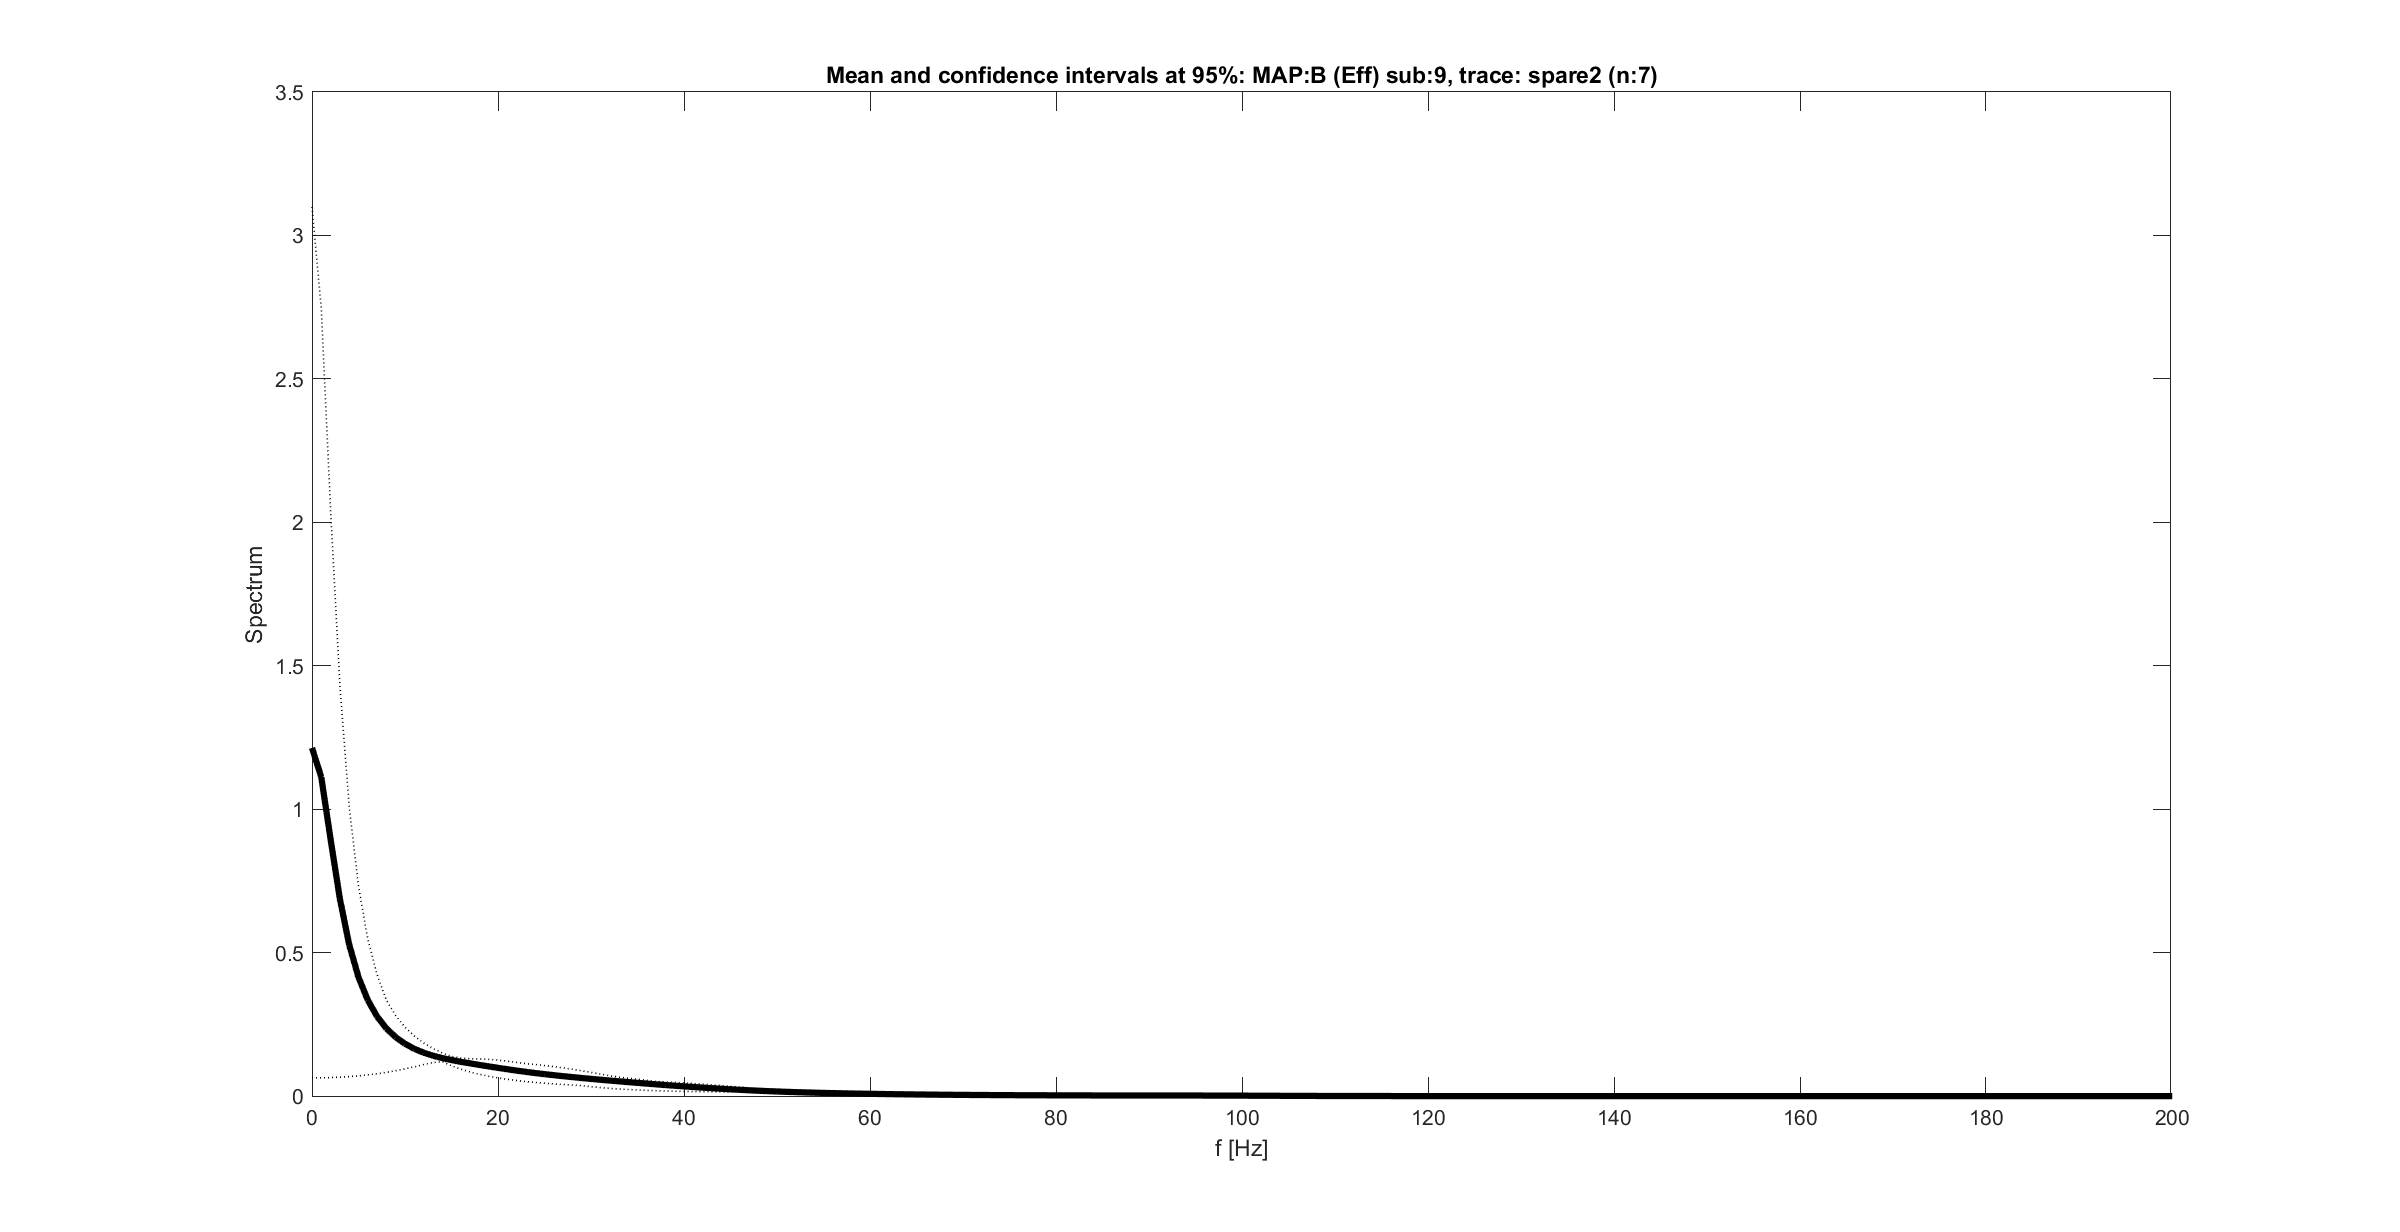 Mean and confidence intervals at 95%: MAP:B (Eff) sub:9, trace: spare2 (n:7)
3.5
3
2.5
2
1.5
1
0.5
0
Spectrum
0 20 40 60 80 100 120 140 160 180 200
f [Hz]